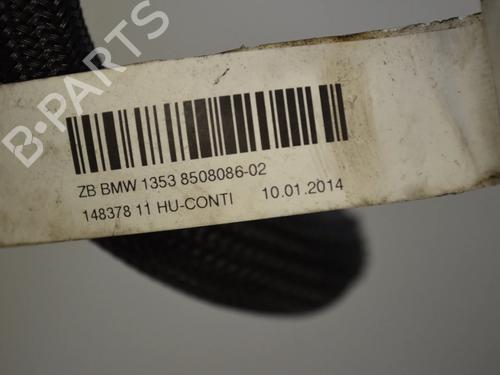 B-PARTS
ZB BMW 1353 8508086-02
148378 11 HU-CONTI 10.01.2014